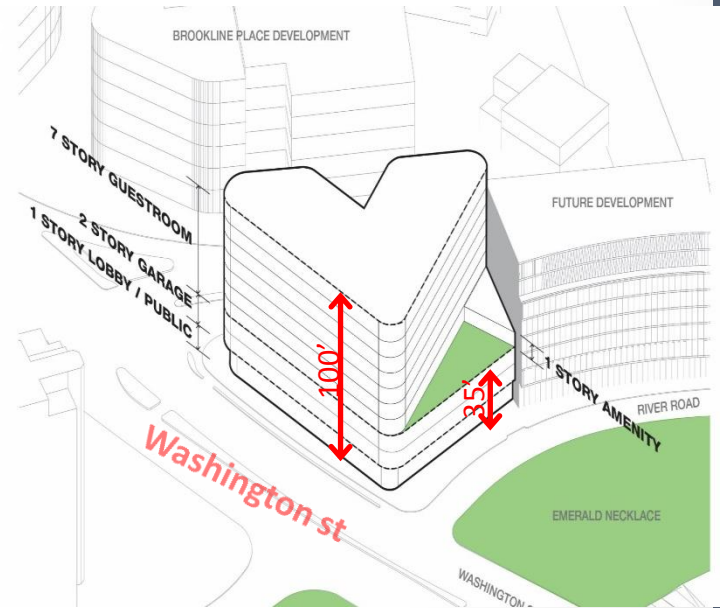 BROOKLINE PLACE DEVELOPMENT
7 STORY GUESTROOM
2 STORY GARAGE
1 STORY LOBBY / PUBLIC
FUTURE DEVELOPMENT
100'
35'
1 STORY AMENITY
RIVER ROAD
Washington st
EMERALD NECKLACE
WASHINGTON